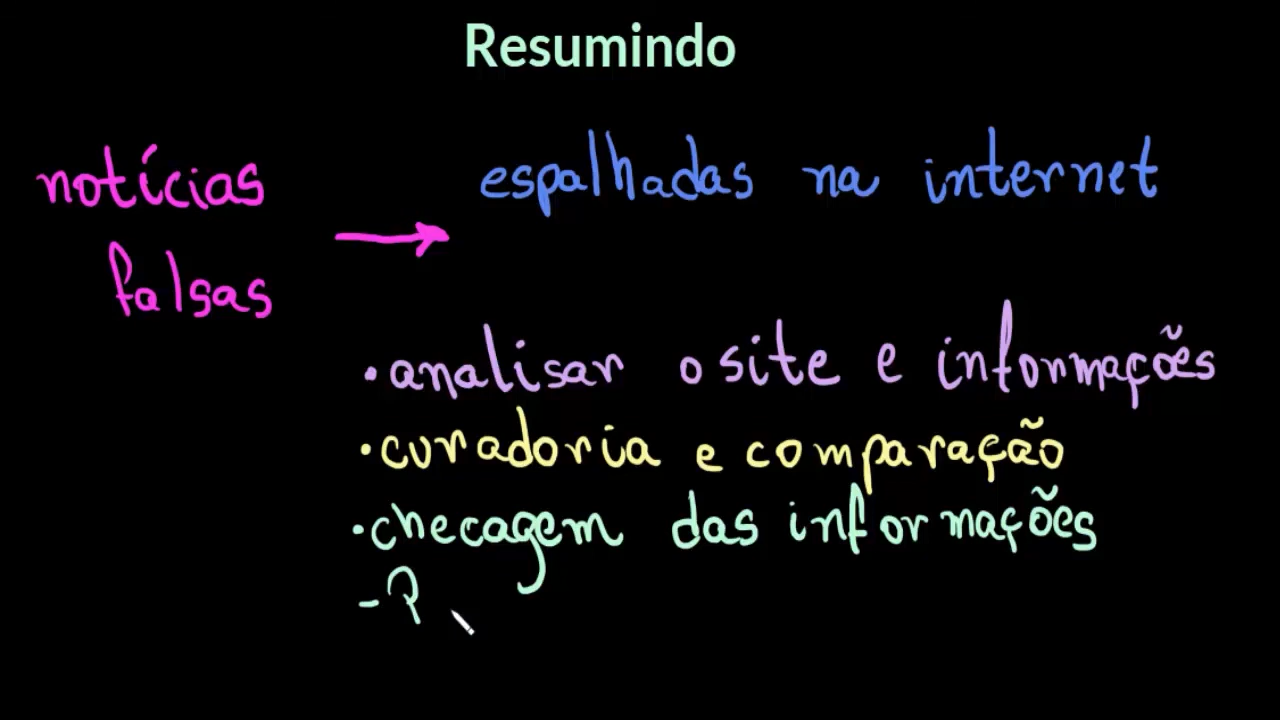 Resumindo
notícias
falsas
espalhadas na internet
•analisar o site e informações
•curadoria e comparação
•checagem das informações
-P